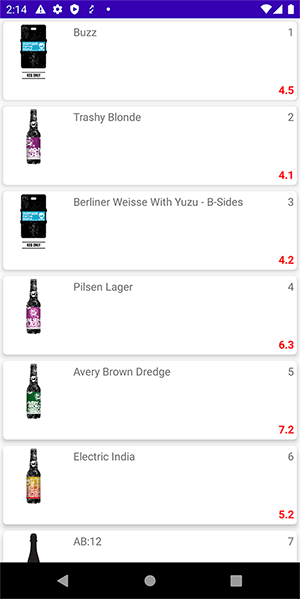 2:14
Buzz 1
KEG ONLY
4.5
Trashy Blonde 2
4.1
Berliner Weisse With Yuzu - B-Sides 3
KEG ONLY
4.2
Pilsen Lager 4
6.3
Avery Brown Dredge 5
7.2
Electric India 6
5.2
AB:12 7